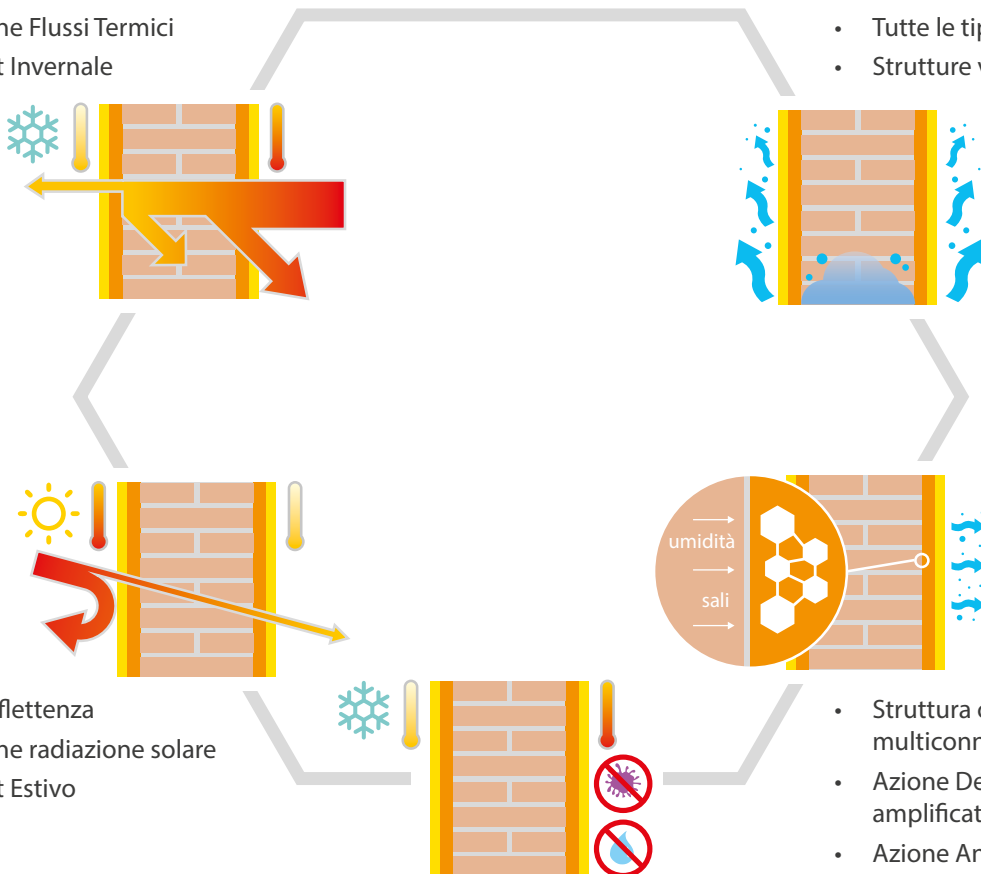 ne Flussi Termici
t Invernale
• Tutte le tip
• Strutture v
umidità
sali
flettenza
ne radiazione solare
t Estivo
• Struttura c
multiconn
• Azione De
amplificat
• Azione An